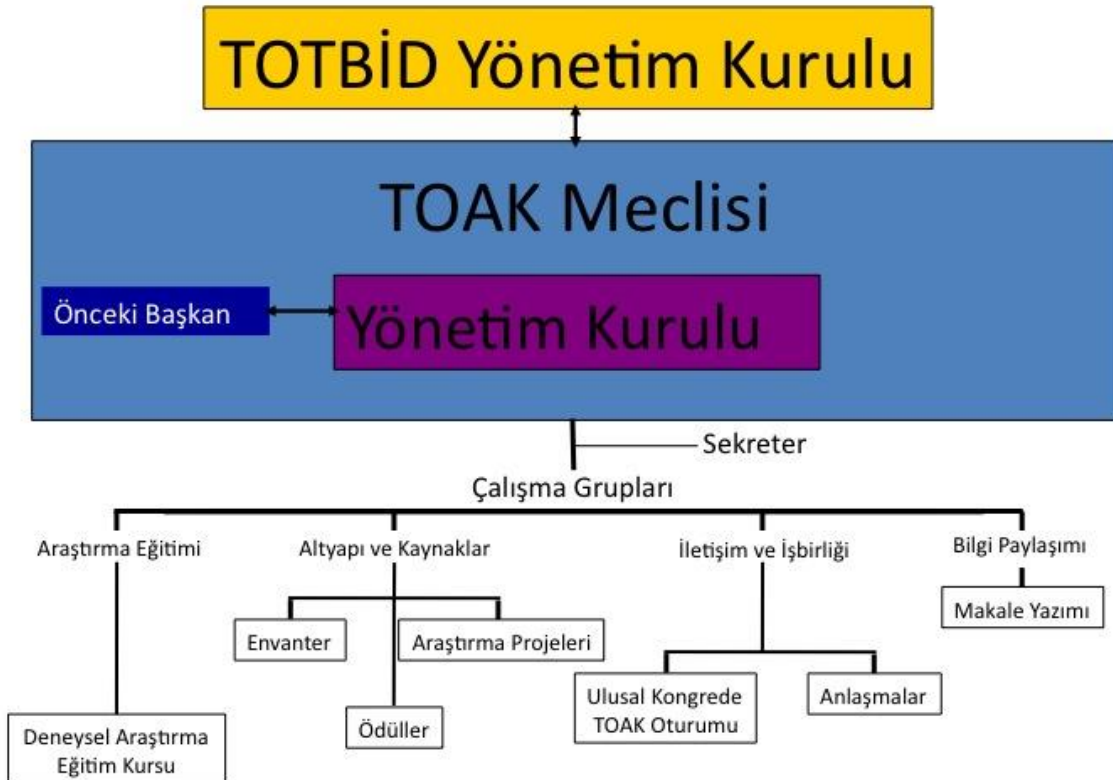 TOTBİD Yönetim Kurulu
TOAK Meclisi
Önceki Başkan
Yönetim Kurulu
Sekreter
Çalışma Grupları
Araştırma Eğitimi
Altyapı ve Kaynaklar
İletişim ve İşbirliği
Bilgi Paylaşımı
Envanter
Araştırma Projeleri
Makale Yazımı
Ödüller
Ulusal Kongrede
TOAK Oturumu
Anlaşmalar
Deneysel Araştırma
Eğitim Kursu